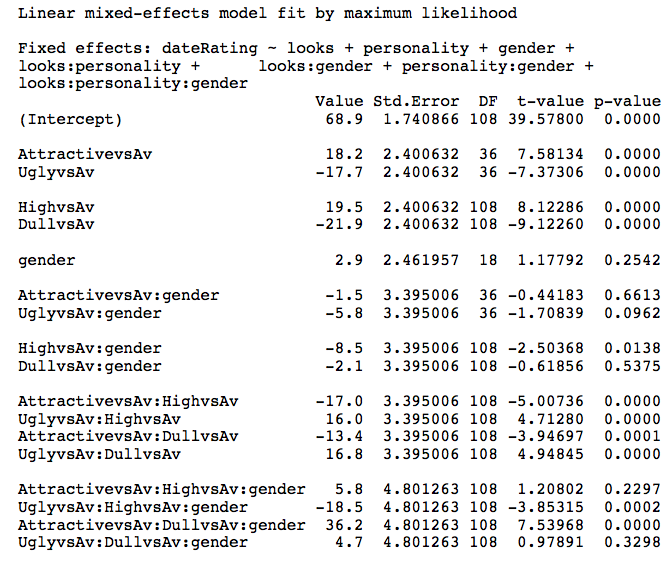 Linear mixed-effects model fit by maximum likelihood
Fixed effects: dateRating ~ looks + personality + gender +
looks:personality +      looks:gender + personality:gender +
looks:personality:gender
Value Std.Error  DF  t-value p-value
(Intercept) 68.9 1.740866 108 39.57800 0.0000
AttractivevsAv 18.2 2.400632 36 7.58134 0.0000
UglyvsAv -17.7 2.400632 36 -7.37306 0.0000
HighvsAv 19.5 2.400632 108 8.12286 0.0000
DullvsAv -21.9 2.400632 108 -9.12260 0.0000
gender 2.9 2.461957 18 1.17792 0.2542
AttractivevsAv:gender -1.5 3.395006 36 -0.44183 0.6613
UglyvsAv:gender -5.8 3.395006 36 -1.70839 0.0962
HighvsAv:gender -8.5 3.395006 108 -2.50368 0.0138
DullvsAv:gender -2.1 3.395006 108 -0.61856 0.5375
AttractivevsAv:HighvsAv -17.0 3.395006 108 -5.00736 0.0000
UglyvsAv:HighvsAv 16.0 3.395006 108 4.71280 0.0000
AttractivevsAv:DullvsAv -13.4 3.395006 108 -3.94697 0.0001
UglyvsAv:DullvsAv 16.8 3.395006 108 4.94845 0.0000
AttractivevsAv:HighvsAv:gender 5.8 4.801263 108 1.20802 0.2297
UglyvsAv:HighvsAv:gender -18.5 4.801263 108 -3.85315 0.0002
AttractivevsAv:DullvsAv:gender 36.2 4.801263 108 7.53968 0.0000
UglyvsAv:DullvsAv:gender 4.7 4.801263 108 0.97891 0.3298